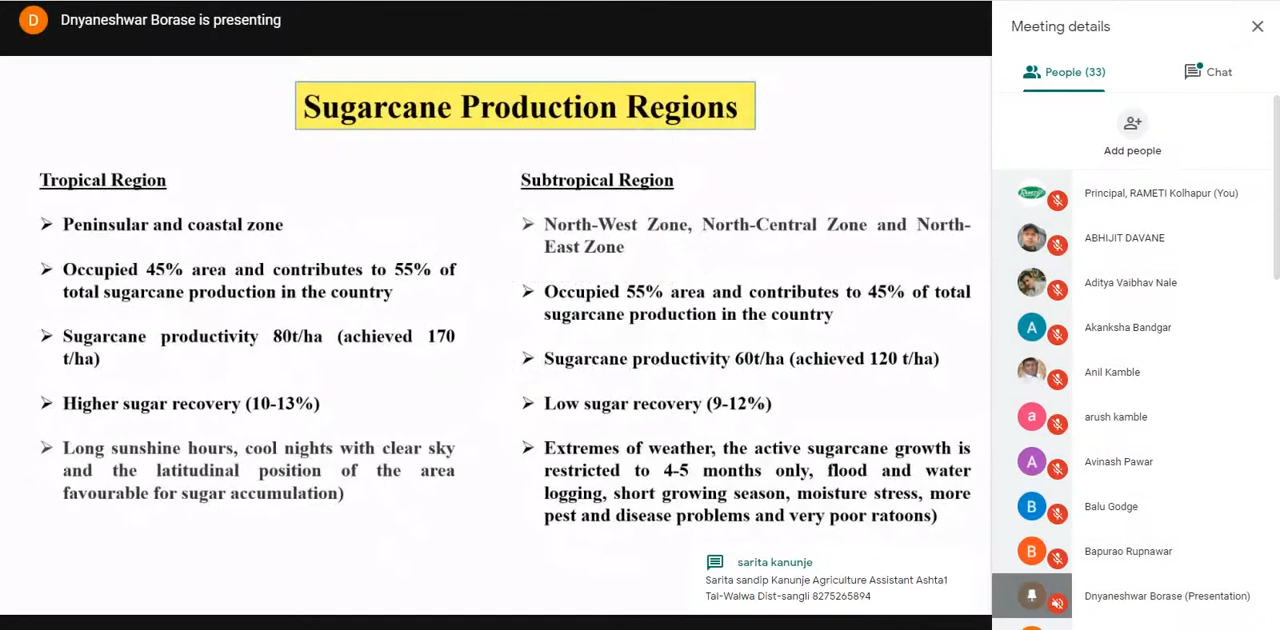 D
Dnyaneshwar Borase is presenting
Sugarcane Production Regions
Tropical Region
➢ Peninsular and coastal zone
➢ Occupied 45% area and contributes to 55% of
total sugarcane production in the country
➢ Sugarcane productivity 80t/ha (achieved 170
t/ha)
➢ Higher sugar recovery (10-13%)
➢ Long sunshine hours, cool nights with clear sky
and the latitudinal position of the area
favourable for sugar accumulation)
Subtropical Region
➢ North-West Zone, North-Central Zone and North-
East Zone
➢ Occupied 55% area and contributes to 45% of total
sugarcane production in the country
➢ Sugarcane productivity 60t/ha (achieved 120 t/ha)
➢ Low sugar recovery (9-12%)
➢ Extremes of weather, the active sugarcane growth is
restricted to 4-5 months only, flood and water
logging, short growing season, moisture stress, more
pest and disease problems and very poor ratoons)
sarita kanunje
Sarita sandip Kanunje Agriculture Assistant Ashta1
Tal-Walwa Dist-sangli 8275265894
Meeting details
People (33)
Chat
Add people
RAMETI
Principal, RAMETI Kolhapur (You)
ABHIJIT DAVANE
Aditya Vaibhav Nale
A
Akanksha Bandgar
Anil Kamble
a
arush kamble
A
Avinash Pawar
B
Balu Godge
B
Bapurao Rupnawar
Dnyaneshwar Borase (Presentation)